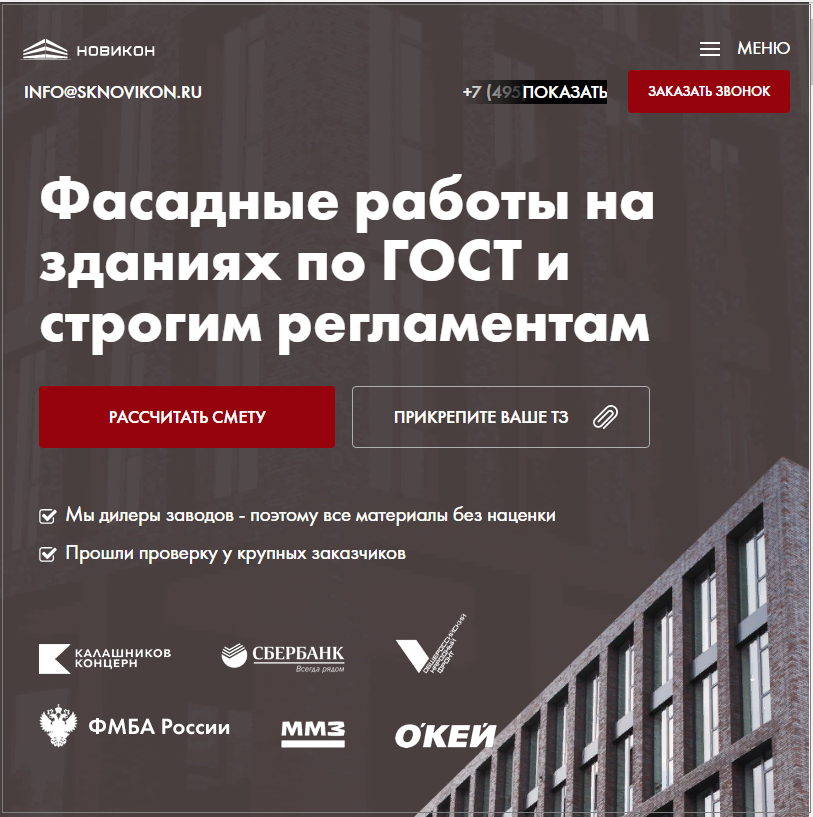 НОВИКОН
МЕНЮ
INFO@SKNOVIKON.RU
+7 (495) ПОКАЗАТЬ
ЗАКАЗАТЬ ЗВОНОК
Фасадные работы на
зданиях по ГОСТ и
строгим регламентам
РАССЧИТАТЬ СМЕТУ
ПРИКРЕПИТЕ ВАШЕ ТЗ
Мы дилеры заводов - поэтому все материалы без наценки
Прошли проверку у крупных заказчиков
КАЛАШНИКОВ
КОНЦЕРН
СБЕРБАНК
Всегда рядом
ОБЩЕРОССИЙСКИЙ
НАРОДНЫЙ
ФРОНТ
ФМБА России
ММЗ
О'КЕЙ